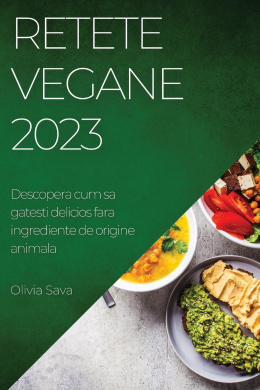 RETETE
VEGANE
2023
Descopera cum sa
gatesti delicios fara
ingrediente de origine
animala
Olivia Sava